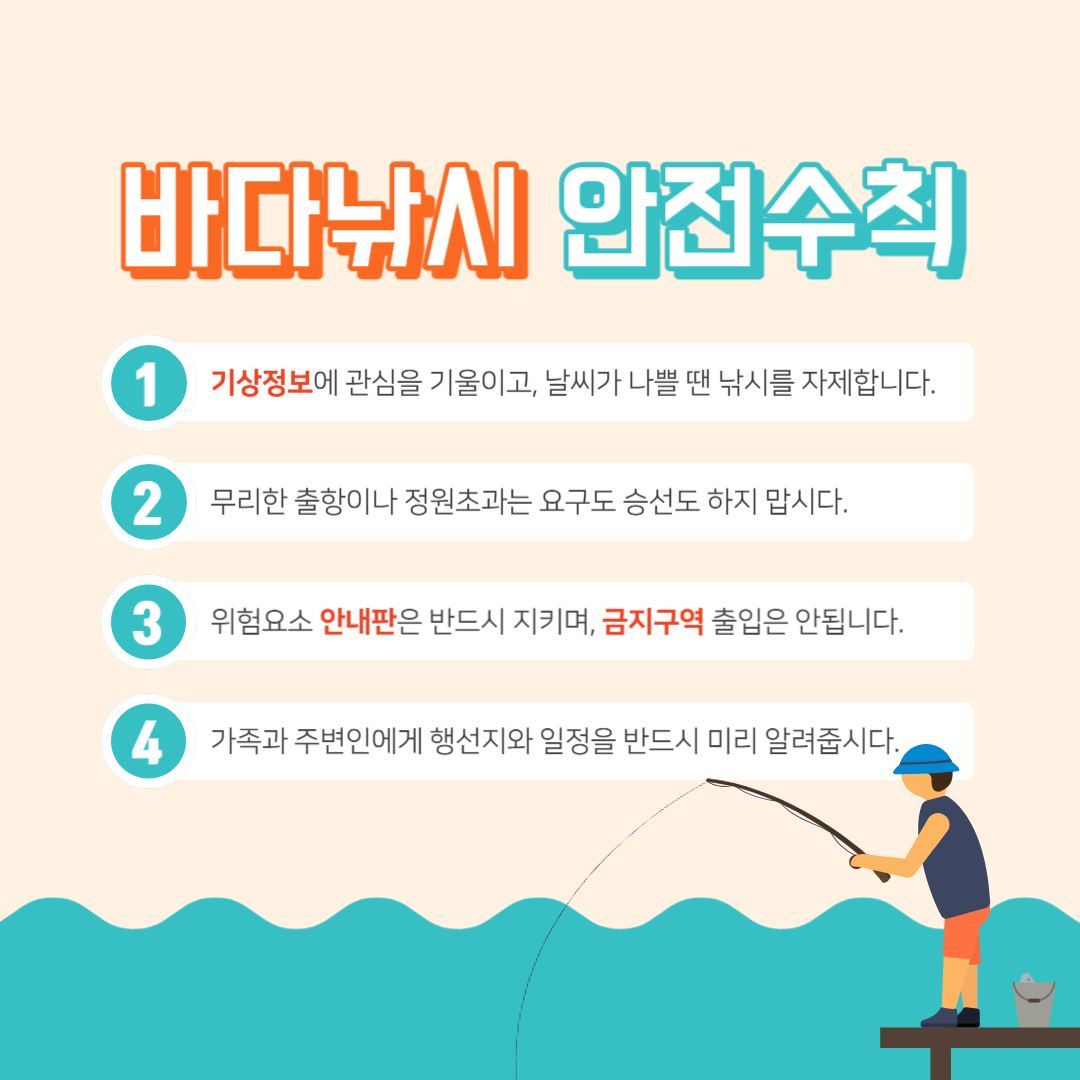 바다낚시 안전수칙
1 기상정보에 관심을 기울이고, 날씨가 나쁠 땐 낚시를 자제합니다.
2 무리한 출항이나 정원초과는 요구도 승선도 하지 맙시다.
3 위험요소 안내판은 반드시 지키며, 금지구역 출입은 안됩니다.
4 가족과 주변인에게 행선지와 일정을 반드시 미리 알려줍시다.